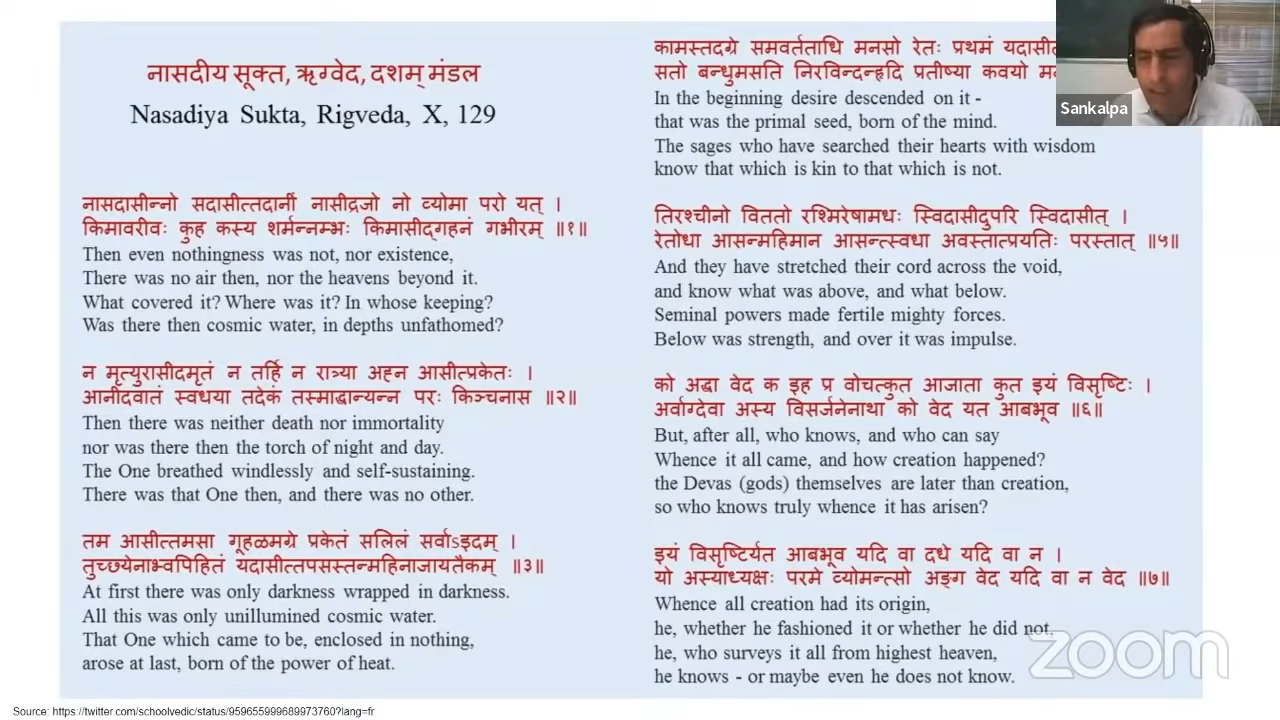 नासदीय सूक्त, ऋग्वेद, दशम् मंडल
Nasadiya Sukta, Rigveda, X, 129
नासदासीन्नो सदासीत्तदानीं नासीद्रजो नो व्योमा परो यत् ।
किमावरीवः कुह कस्य शर्मन्नम्भः किमासीद्गहनं गभीरम् ॥१॥
Then even nothingness was not, nor existence,
There was no air then, nor the heavens beyond it.
What covered it? Where was it? In whose keeping?
Was there then cosmic water, in depths unfathomed?
न मृत्युरासीदमृतं न तर्हि न रात्र्या अह्न आसीत्प्रकेतः ।
आनीदवातं स्वधया तदेकं तस्माद्धान्यन्न परः किञ्चनास ॥२॥
Then there was neither death nor immortality
nor was there then the torch of night and day.
The One breathed windlessly and self-sustaining.
There was that One then, and there was no other.
तम आसीत्तमसा गूहळमग्रे प्रकेतं सलिलं सर्वाऽइदम् ।
तुच्छ्येनाभ्वपिहितं यदासीत्तपसस्तन्महिनाजायतैकम् ॥३॥
At first there was only darkness wrapped in darkness.
All this was only unillumined cosmic water.
That One which came to be, enclosed in nothing,
arose at last, born of the power of heat.
कामस्तदग्रे समवर्तताधि मनसो रेतः प्रथमं
सतो बन्धुमसति निरविन्दन्हृदि प्रतीष्या कवयो
In the beginning desire descended on it -
that was the primal seed, born of the mind.
The sages who have searched their hearts with wisdom
know that which is kin to that which is not.
तिरश्चीनो विततो रश्मिरेषामधः स्विदासीदुपरि स्विदासीत् ।
रेतोधा आसन्महिमान आसन्त्स्वधा अवस्तात्प्रयतिः परस्तात् ॥५॥
And they have stretched their cord across the void,
and know what was above, and what below.
Seminal powers made fertile mighty forces.
Below was strength, and over it was impulse.
को अद्धा वेद क इह प्र वोचत्कुत आजाता कुत इयं विसृष्टिः ।
अर्वाग्देवा अस्य विसर्जनेनाथा को वेद यत आबभूव ॥६॥
But, after all, who knows, and who can say
Whence it all came, and how creation happened?
the Devas (gods) themselves are later than creation,
so who knows truly whence it has arisen?
इयं विसृष्टिर्यत आबभूव यदि वा दधे यदि वा न ।
यो अस्याध्यक्षः परमे व्योमन्त्सो अङ्ग वेद यदि वा न वेद ॥७॥
Whence all creation had its origin,
he, whether he fashioned it or whether he did not,
he, who surveys it all from highest heaven,
he knows - or maybe even he does not know.
Sankalpa
zoom
Source: https://twitter.com/schoolvedic/status/959655999689973760?lang=fr